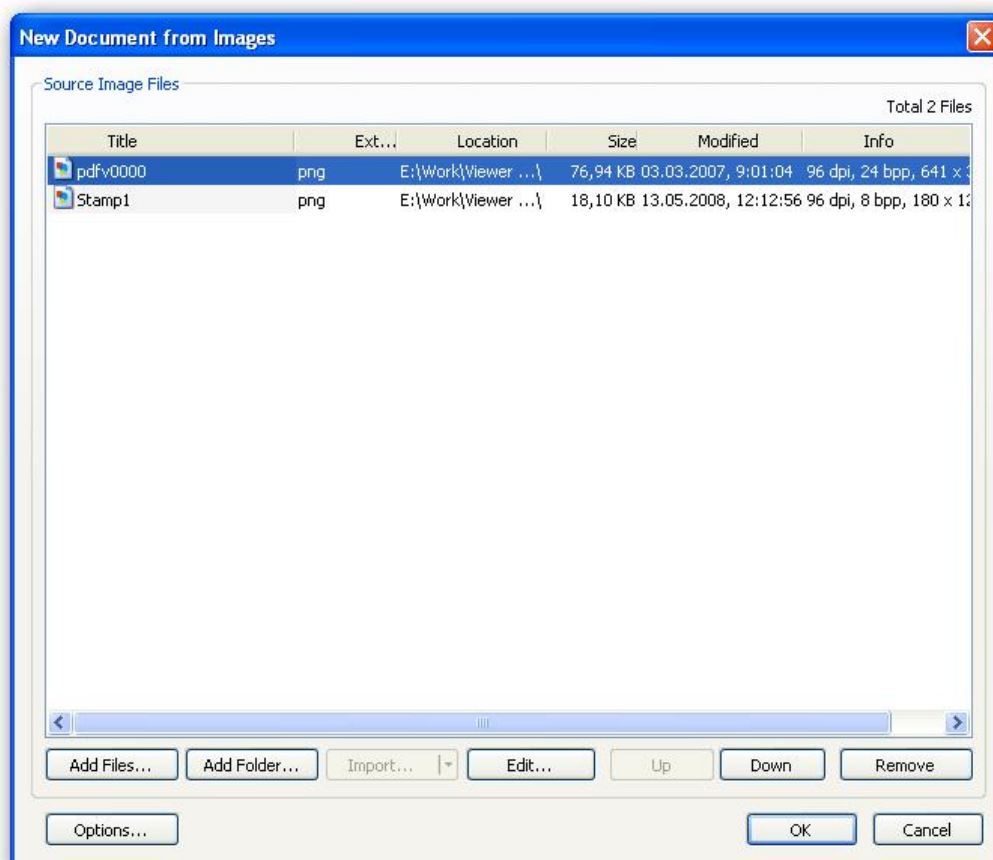 New Document from Images
Source Image Files
Total 2 Files
Title Ext... Location Size Modified Info
pdfv0000 png E:\Work\Viewer ...\ 76,94 KB 03.03.2007, 9:01:04 96 dpi, 24 bpp, 641 x
Stamp1 png E:\Work\Viewer ...\ 18,10 KB 13.05.2008, 12:12:56 96 dpi, 8 bpp, 180 x
Add Files... Add Folder... Import... Edit... Up Down Remove
Options... OK Cancel